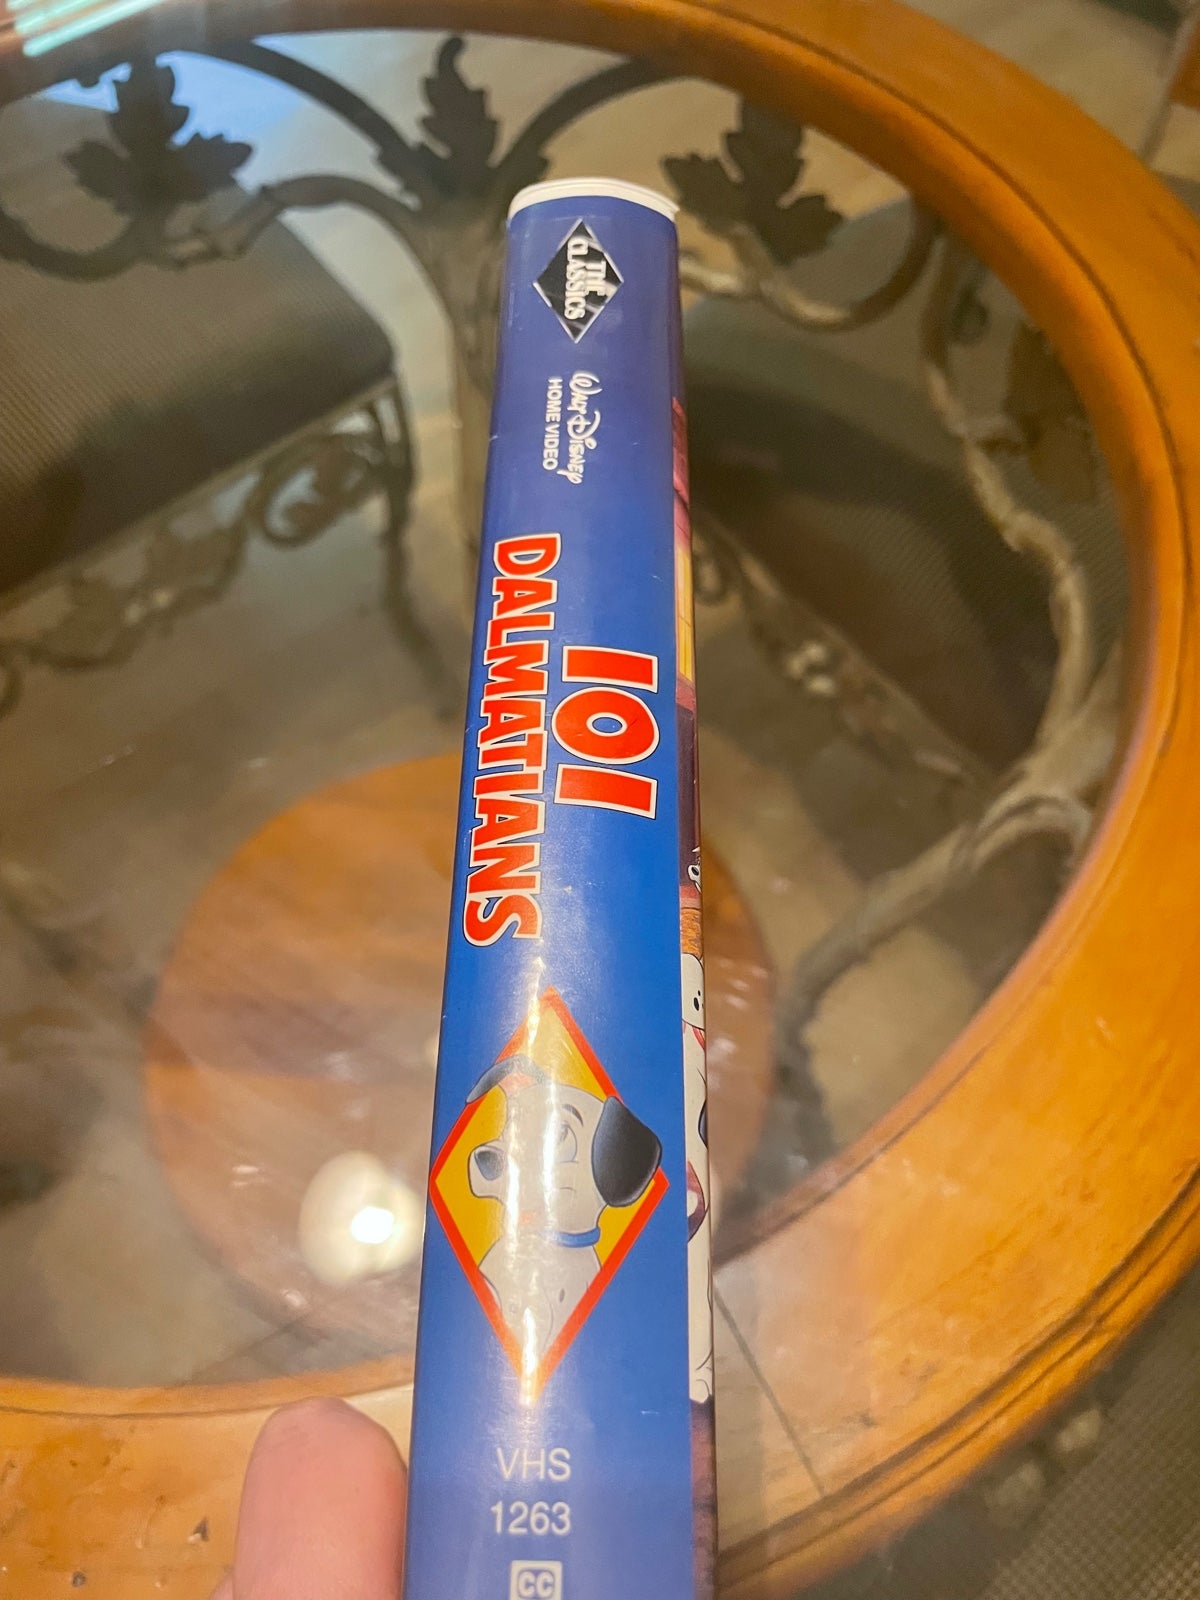 THE
CLASSICS
Walt Disney
HOME VIDEO
101
DALMATIANS
VHS
1263
CC